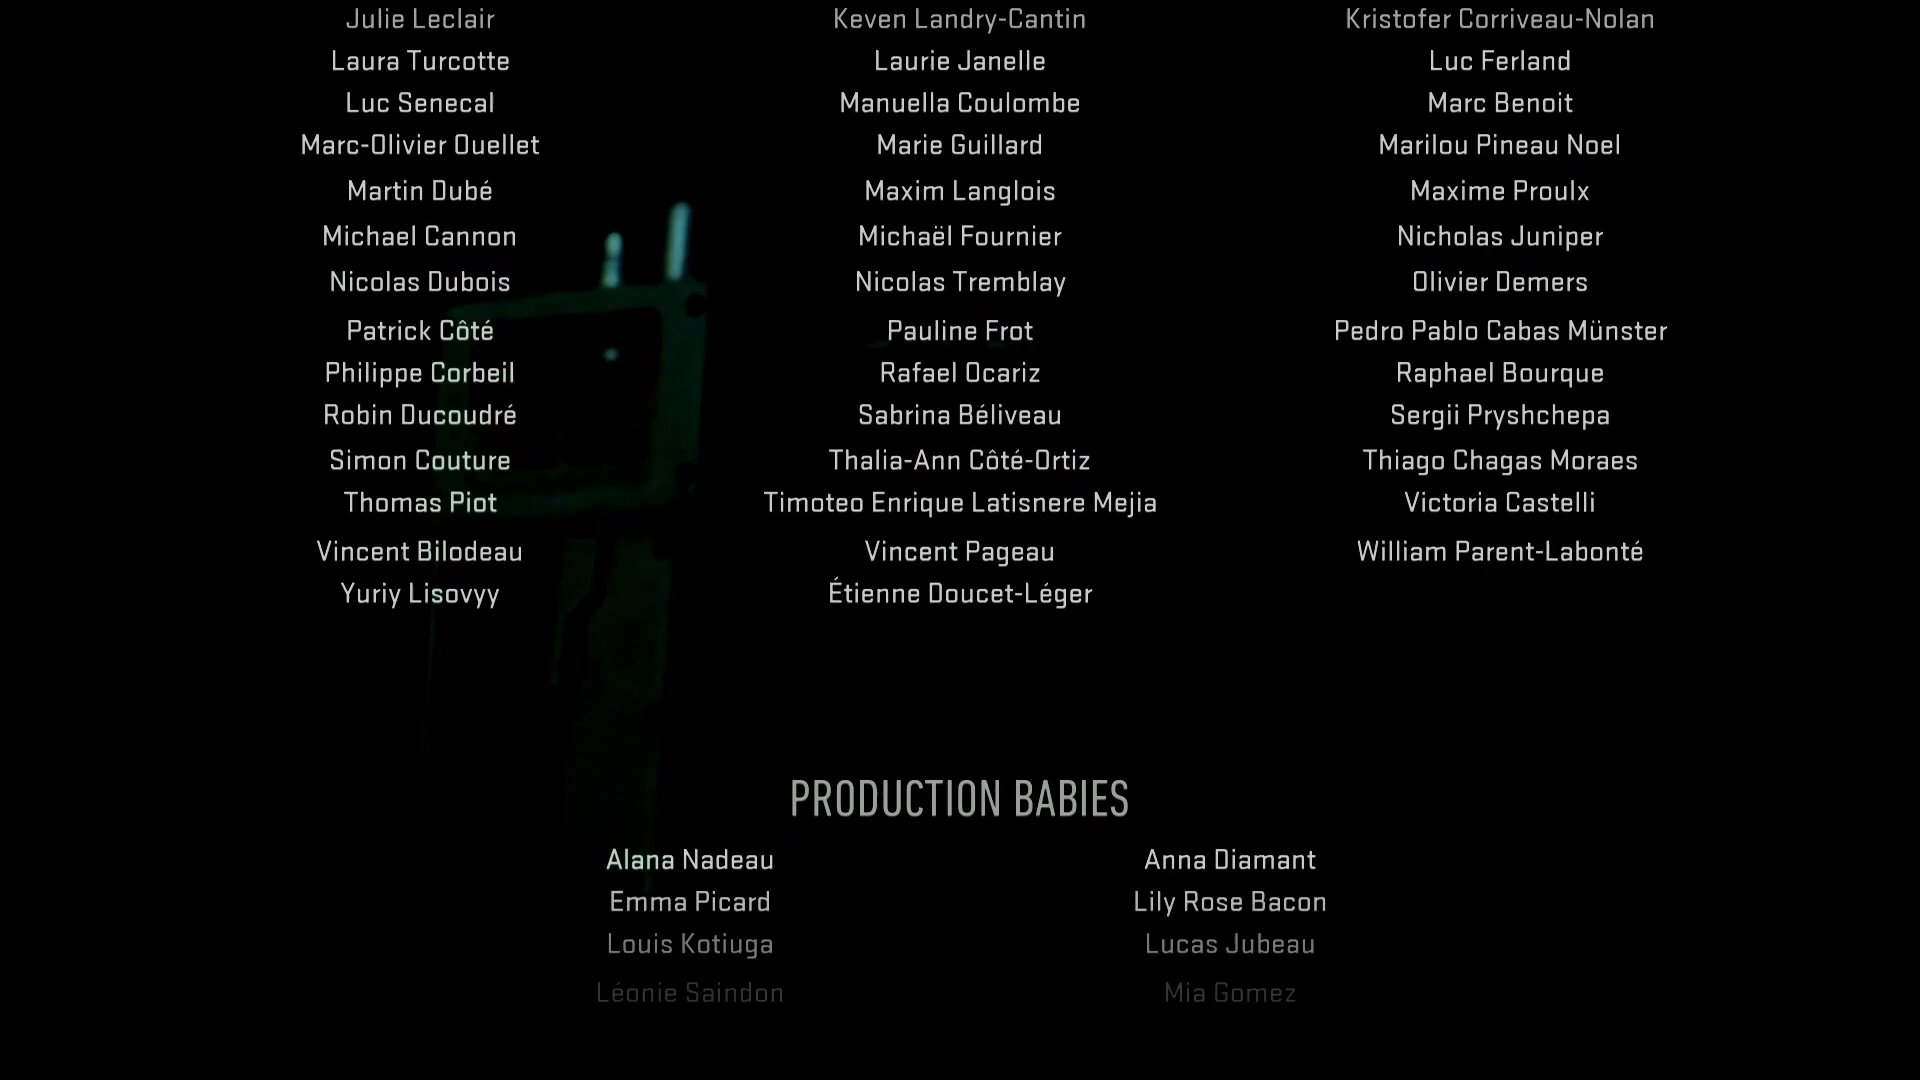 Julie Leclair Keven Landry-Cantin Kristofer Corriveau-Nolan
Laura Turcotte Laurie Janelle Luc Ferland
Luc Senecal Manuella Coulombe Marc Benoit
Marc-Olivier Ouellet Marie Guillard Marilou Pineau Noel
Martin Dubé Maxim Langlois Maxime Proulx
Michael Cannon Michaël Fournier Nicholas Juniper
Nicolas Dubois Nicolas Tremblay Olivier Demers
Patrick Côté Pauline Frot Pedro Pablo Cabas Münster
Philippe Corbeil Rafael Ocariz Raphael Bourque
Robin Ducoudré Sabrina Béliveau Sergii Pryshchepa
Simon Couture Thalia-Ann Côté-Ortiz Thiago Chagas Moraes
Thomas Piot Timoteo Enrique Latisnere Mejia Victoria Castelli
Vincent Bilodeau Vincent Pageau William Parent-Labonté
Yuriy Lisovyy Étienne Doucet-Léger
PRODUCTION BABIES
Alana Nadeau Anna Diamant
Emma Picard Lily Rose Bacon
Louis Kotiuga Lucas Jubeau
Léonie Saindon Mia Gomez